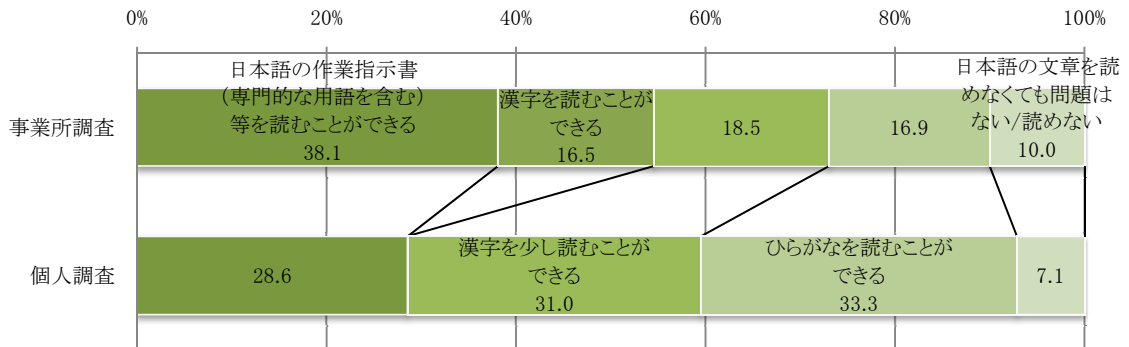 0%
20%
40%
60%
80%
100%
事業所調査
日本語の作業指示書
(専門的な用語を含む)
等を読むことができる
38.1
漢字を読むことが
できる
16.5
18.5
16.9
日本語の文章を読
めなくても問題は
ない/読めない
10.0
個人調査
28.6
漢字を少し読むことが
できる
31.0
ひらがなを読むことが
できる
33.3
7.1